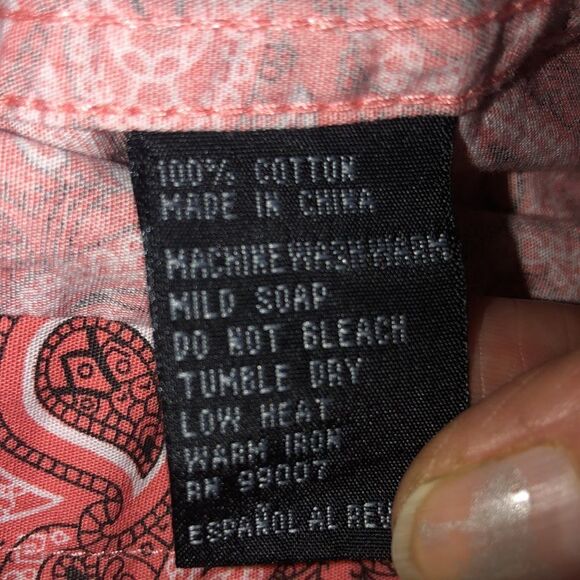 100% COTTON
MADE IN CHINA
MACHINE WASH WARM
MILD SOAP
DO NOT BLEACH
TUMBLE DRY
LOW HEAT
WARM IRON
RN 99007
ESPAÑOL AL REV